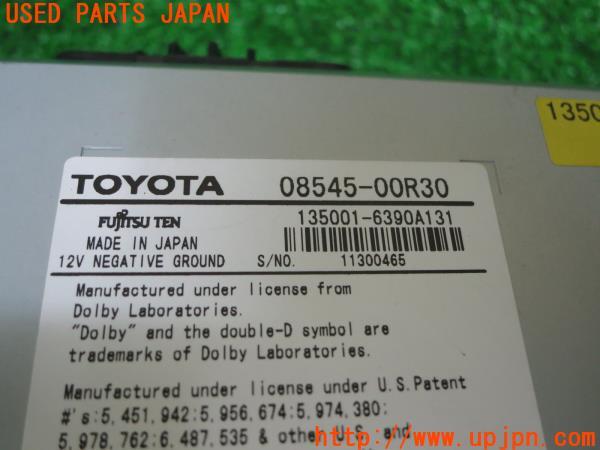 USED PARTS JAPAN
1350
TOYOTA 08545-00R30
FUJITSU TEN 135001-6390A131
MADE IN JAPAN
12V NEGATIVE GROUND S/NO. 11300465
Manufactured under license from
Dolby Laboratories.
"Dolby" and the double-D symbol are
trademarks of Dolby Laboratories.
Manufactured under license under U.S.Patent
#'s:5,451,942:5,956,674:5,974,380:
5,978,762:6,487,535 & other U.S. and
http://www.upjpn.com/